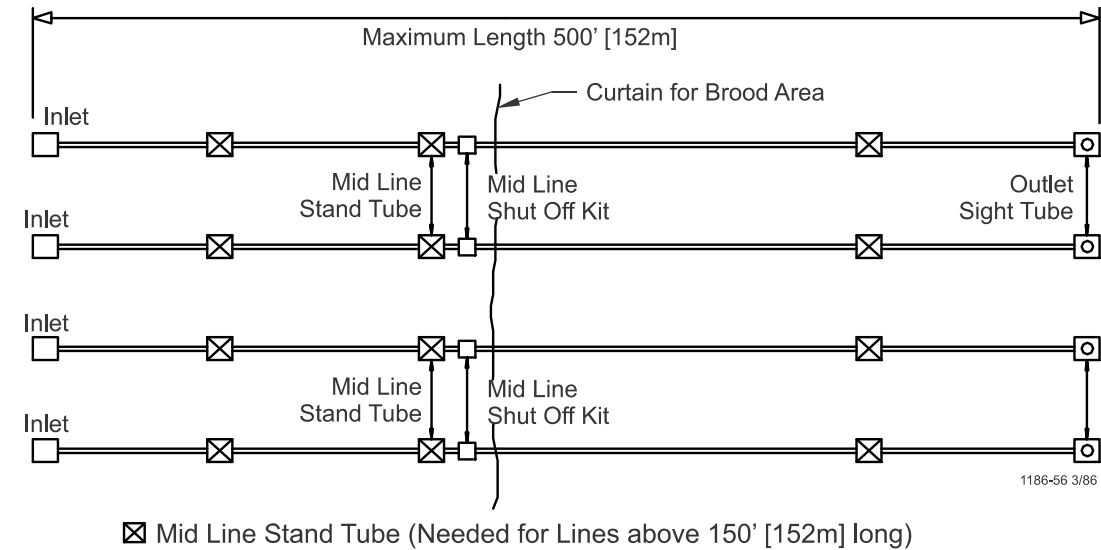 Maximum Length 500' [152m]
Curtain for Brood Area
Inlet
Mid Line
Stand Tube
Mid Line
Shut Off Kit
Outlet
Sight Tube
Inlet
Inlet
Mid Line
Stand Tube
Mid Line
Shut Off Kit
Inlet
1186-56 3/86
Mid Line Stand Tube (Needed for Lines above 150' [152m] long)